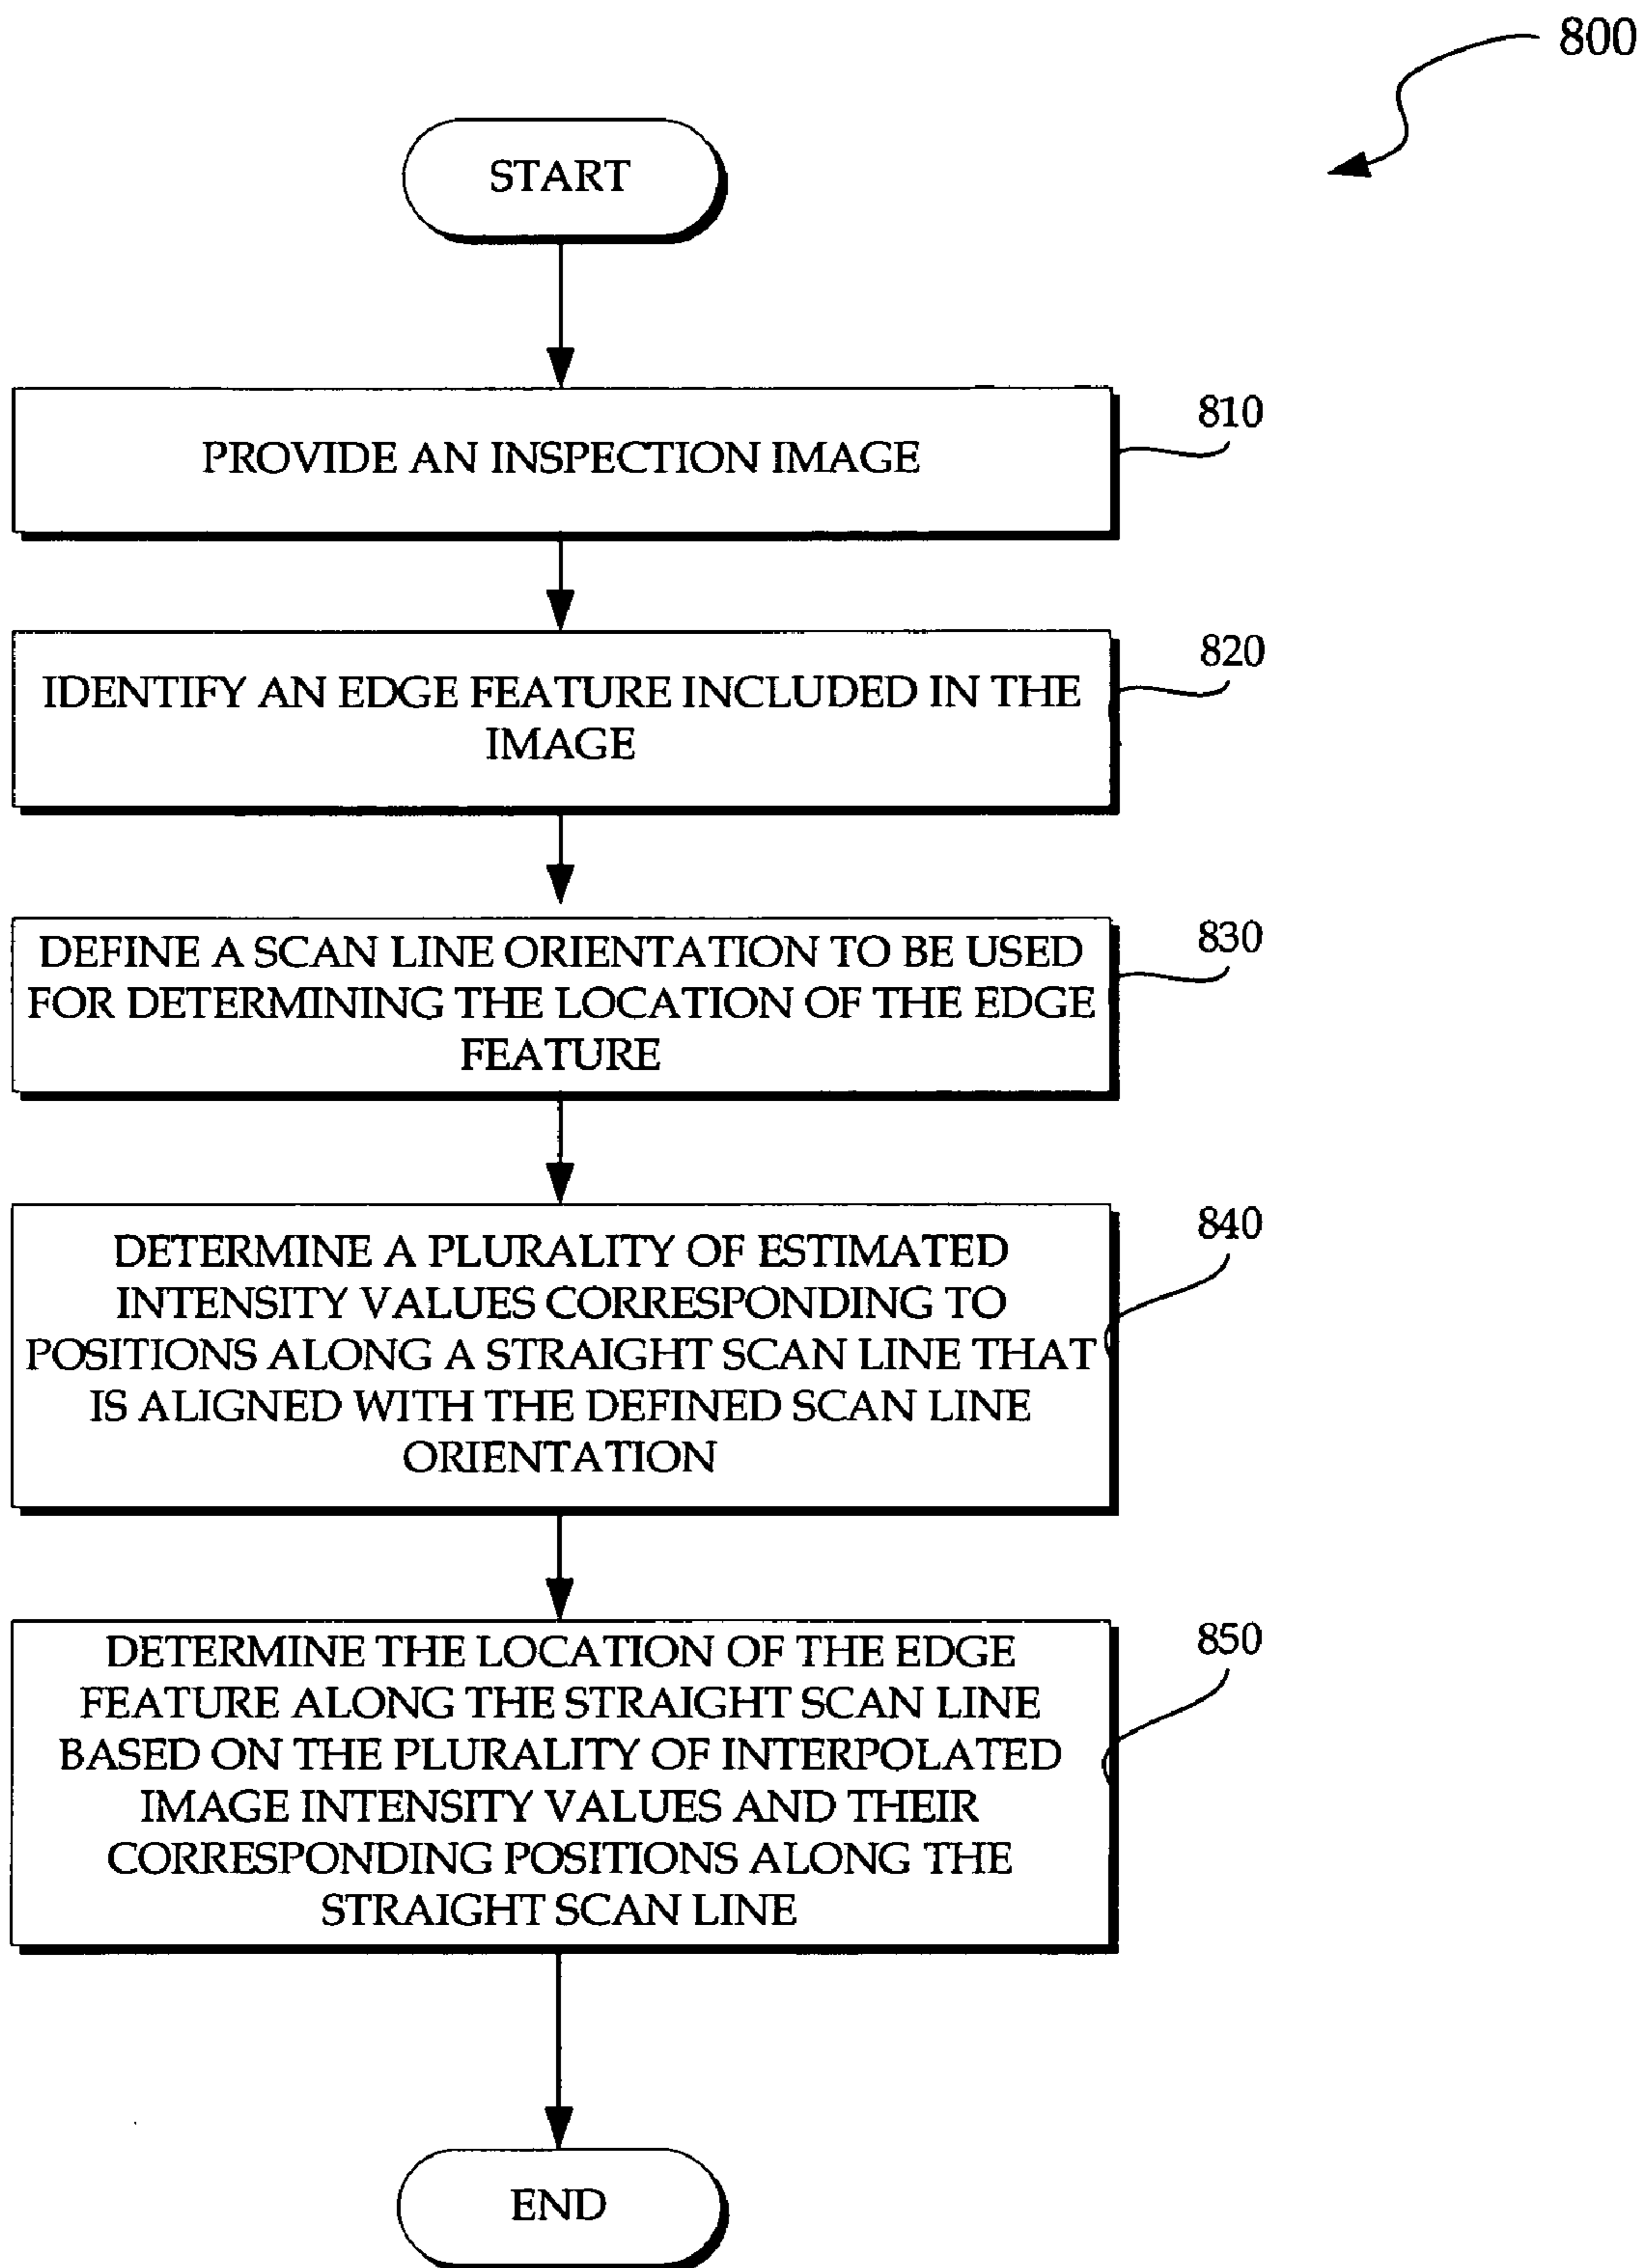 800
START
810
PROVIDE AN INSPECTION IMAGE
820
IDENTIFY AN EDGE FEATURE INCLUDED IN THE
IMAGE
830
DEFINE A SCAN LINE ORIENTATION TO BE USED
FOR DETERMINING THE LOCATION OF THE EDGE
FEATURE
840
DETERMINE A PLURALITY OF ESTIMATED
INTENSITY VALUES CORRESPONDING TO
POSITIONS ALONG A STRAIGHT SCAN LINE THAT
IS ALIGNED WITH THE DEFINED SCAN LINE
ORIENTATION
850
DETERMINE THE LOCATION OF THE EDGE
FEATURE ALONG THE STRAIGHT SCAN LINE
BASED ON THE PLURALITY OF INTERPOLATED
IMAGE INTENSITY VALUES AND THEIR
CORRESPONDING POSITIONS ALONG THE
STRAIGHT SCAN LINE
END